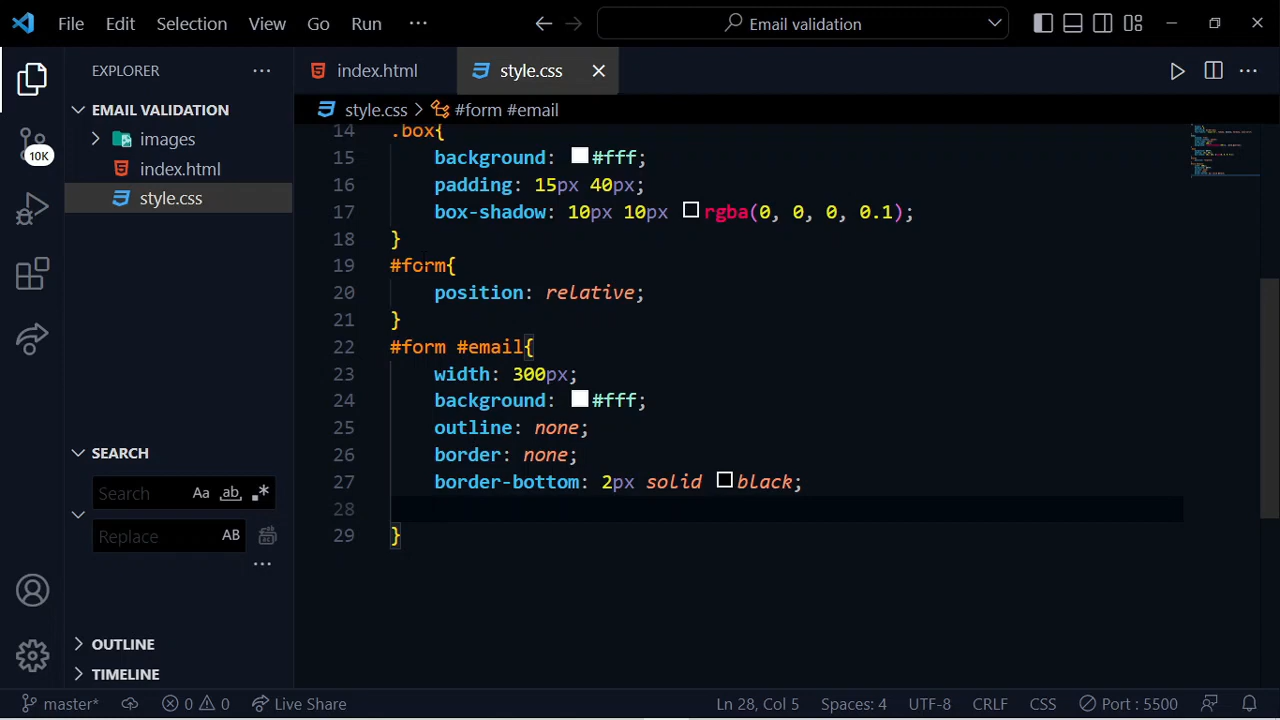 File Edit Selection View Go Run ··· Email validation
EXPLORER ···
index.html
style.css
EMAIL VALIDATION
style.css > #form #email
images
10K
index.html
style.css
14 .box{
15 background: #fff;
16 padding: 15px 40px;
17 box-shadow: 10px 10px rgba(0, 0, 0, 0.1);
18 }
19 #form{
20 position: relative;
21 }
22 #form #email{
23 width: 300px;
24 background: #fff;
25 outline: none;
26 border: none;
27 border-bottom: 2px solid black;
28
29 }
SEARCH
Search Aa ab .*
Replace AB
···
OUTLINE
TIMELINE
master* 0 0 Live Share Ln 28, Col 5 Spaces: 4 UTF-8 CRLF CSS Port : 5500